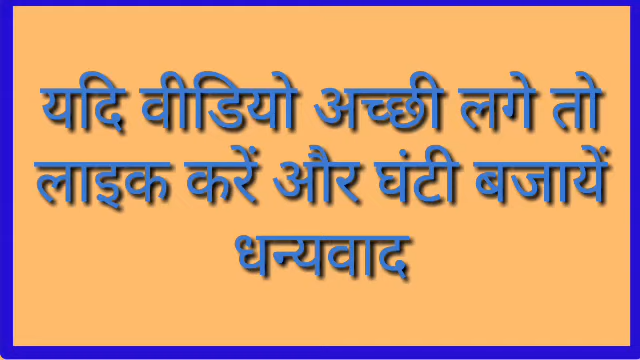 यदि वीडियो अच्छी लगे तो
लाइक करें और घंटी बजायें
धन्यवाद